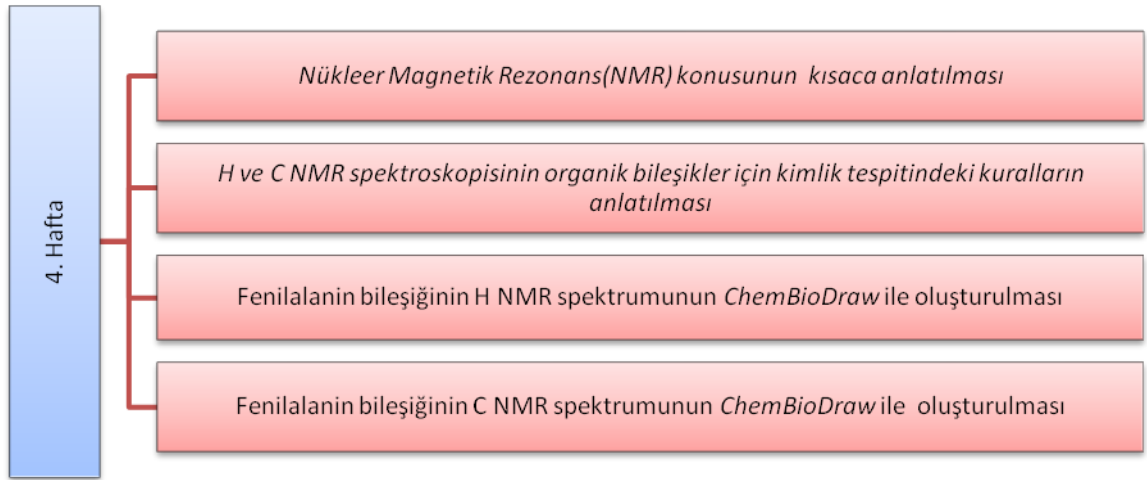 4. Hafta
Nükleer Magnetik Rezonans(NMR) konusunun kısaca anlatılması
H ve C NMR spektroskopisinin organik bileşikler için kimlik tespitindeki kuralların
anlatılması
Fenilalanin bileşiğinin H NMR spektrumunun ChemBioDraw ile oluşturulması
Fenilalanin bileşiğinin C NMR spektrumunun ChemBioDraw ile oluşturulması